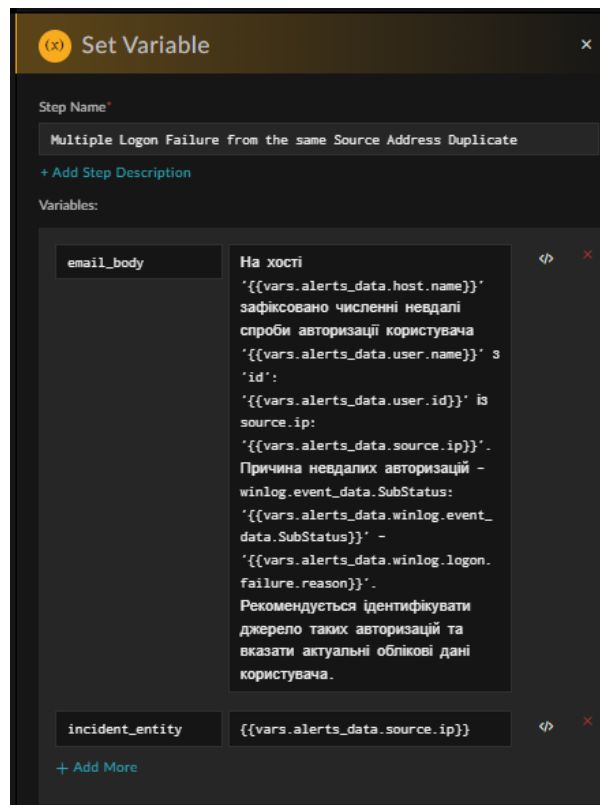 (x) Set Variable ×
Step Name*
Multiple Logon Failure from the same Source Address Duplicate
+ Add Step Description
Variables:
email_body
На хості
'{{vars.alerts_data.host.name}}'
зафіксовано численні невдалі
спроби авторизації користувача
'{{vars.alerts_data.user.name}}' з
'id':
'{{vars.alerts_data.user.id}}' із
source.ip:
'{{vars.alerts_data.source.ip}}'.
Причина невдалих авторизацій –
winlog.event_data.SubStatus:
'{{vars.alerts_data.winlog.event_
data.SubStatus}}' –
'{{vars.alerts_data.winlog.logon.
failure.reason}}'.
Рекомендується ідентифікувати
джерело таких авторизацій та
вказати актуальні облікові дані
користувача.
</> ×
incident_entity
{{vars.alerts_data.source.ip}}
</> ×
+ Add More